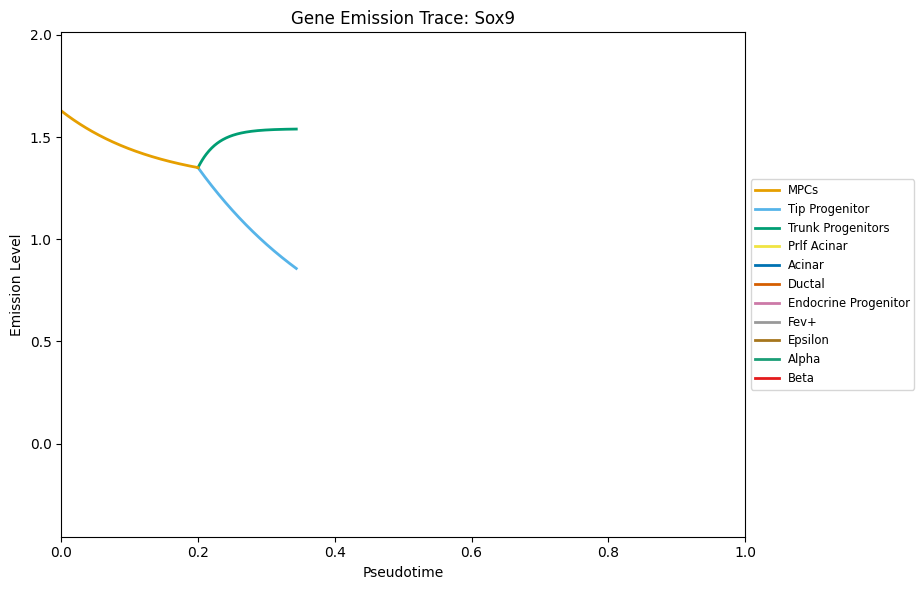 Gene Emission Trace: Sox9
2.0
1.5
1.0
0.5
0.0
Emission Level
0.0
0.2
0.4
0.6
0.8
1.0
Pseudotime
MPCs
Tip Progenitor
Trunk Progenitors
Prlf Acinar
Acinar
Ductal
Endocrine Progenitor
Fev+
Epsilon
Alpha
Beta